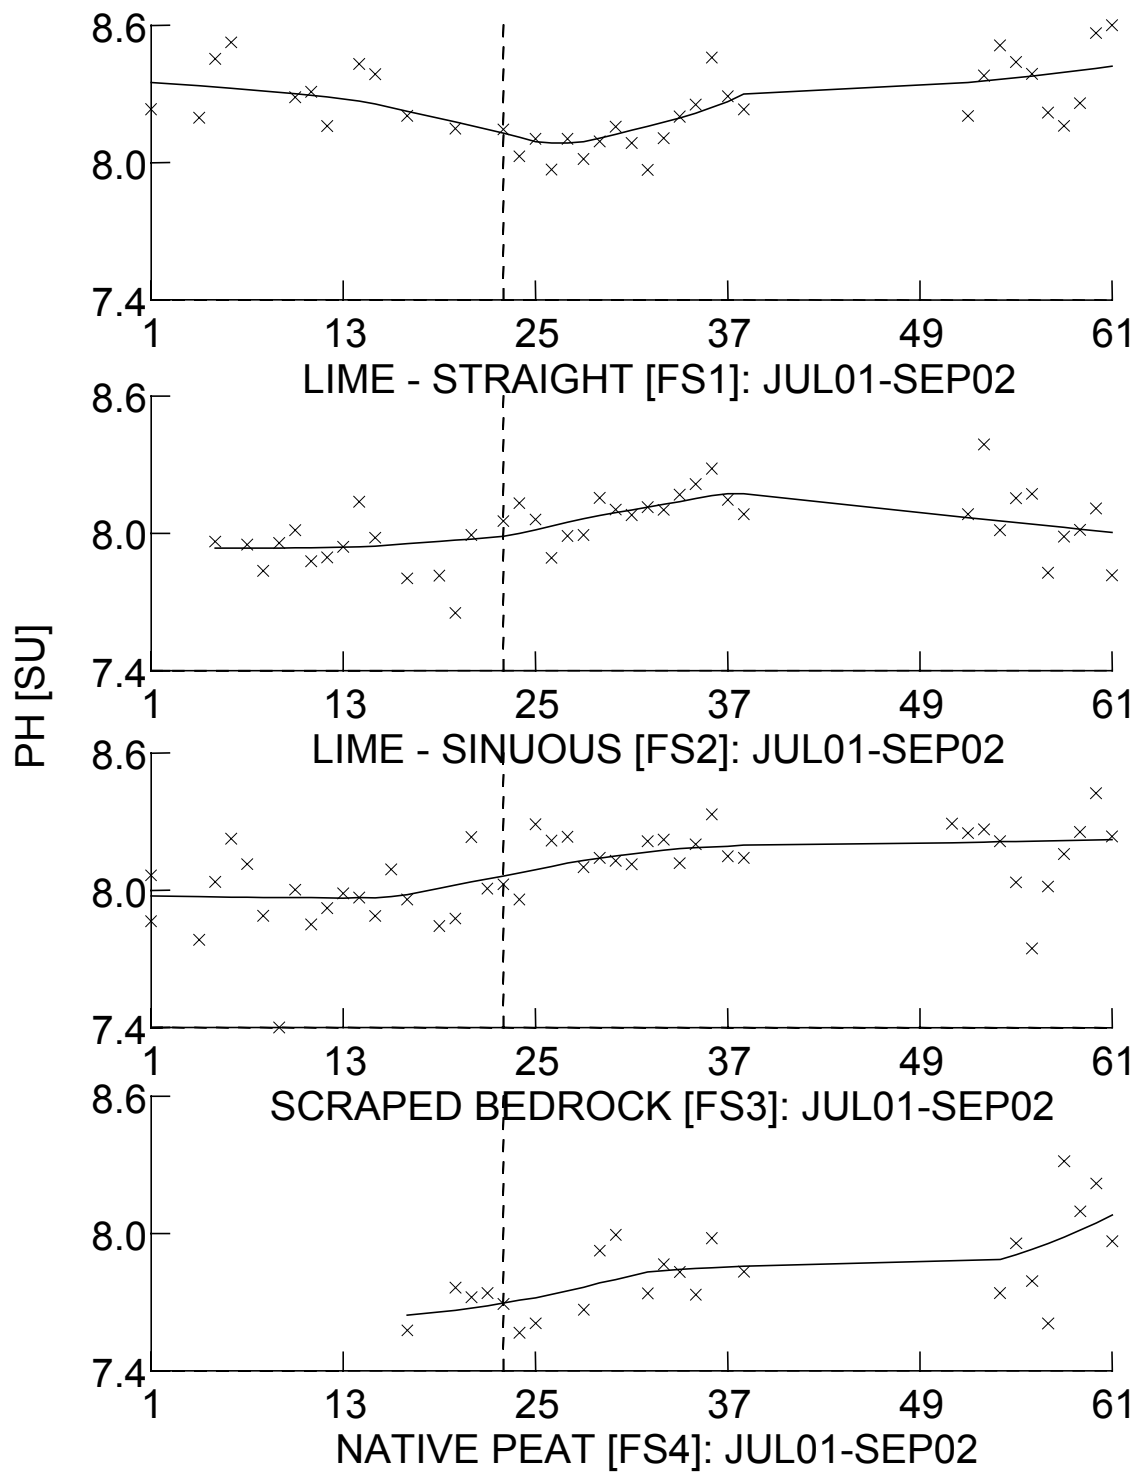 PH [SU]
8.6
8.0
7.4
1 13 25 37 49 61
LIME - STRAIGHT [FS1]: JUL01-SEP02
8.6
8.0
7.4
1 13 25 37 49 61
LIME - SINUOUS [FS2]: JUL01-SEP02
8.6
8.0
7.4
1 13 25 37 49 61
SCRAPED BEDROCK [FS3]: JUL01-SEP02
8.6
8.0
7.4
1 13 25 37 49 61
NATIVE PEAT [FS4]: JUL01-SEP02